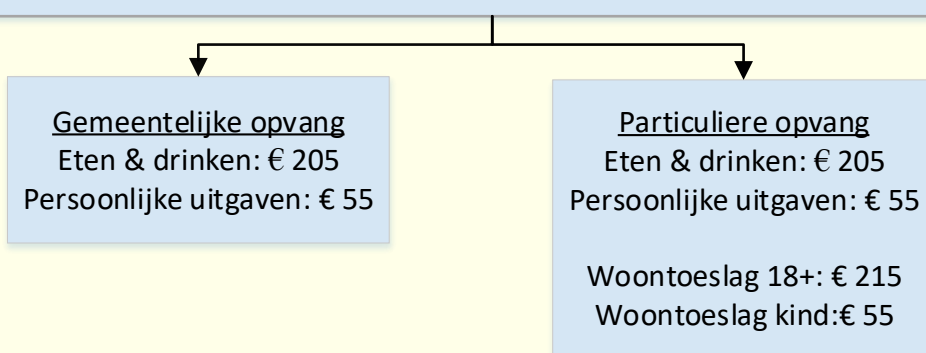 Gemeentelijke opvang
Eten & drinken: € 205
Persoonlijke uitgaven: € 55
Particuliere opvang
Eten & drinken: € 205
Persoonlijke uitgaven: € 55
Woontoeslag 18+: € 215
Woontoeslag kind:€ 55